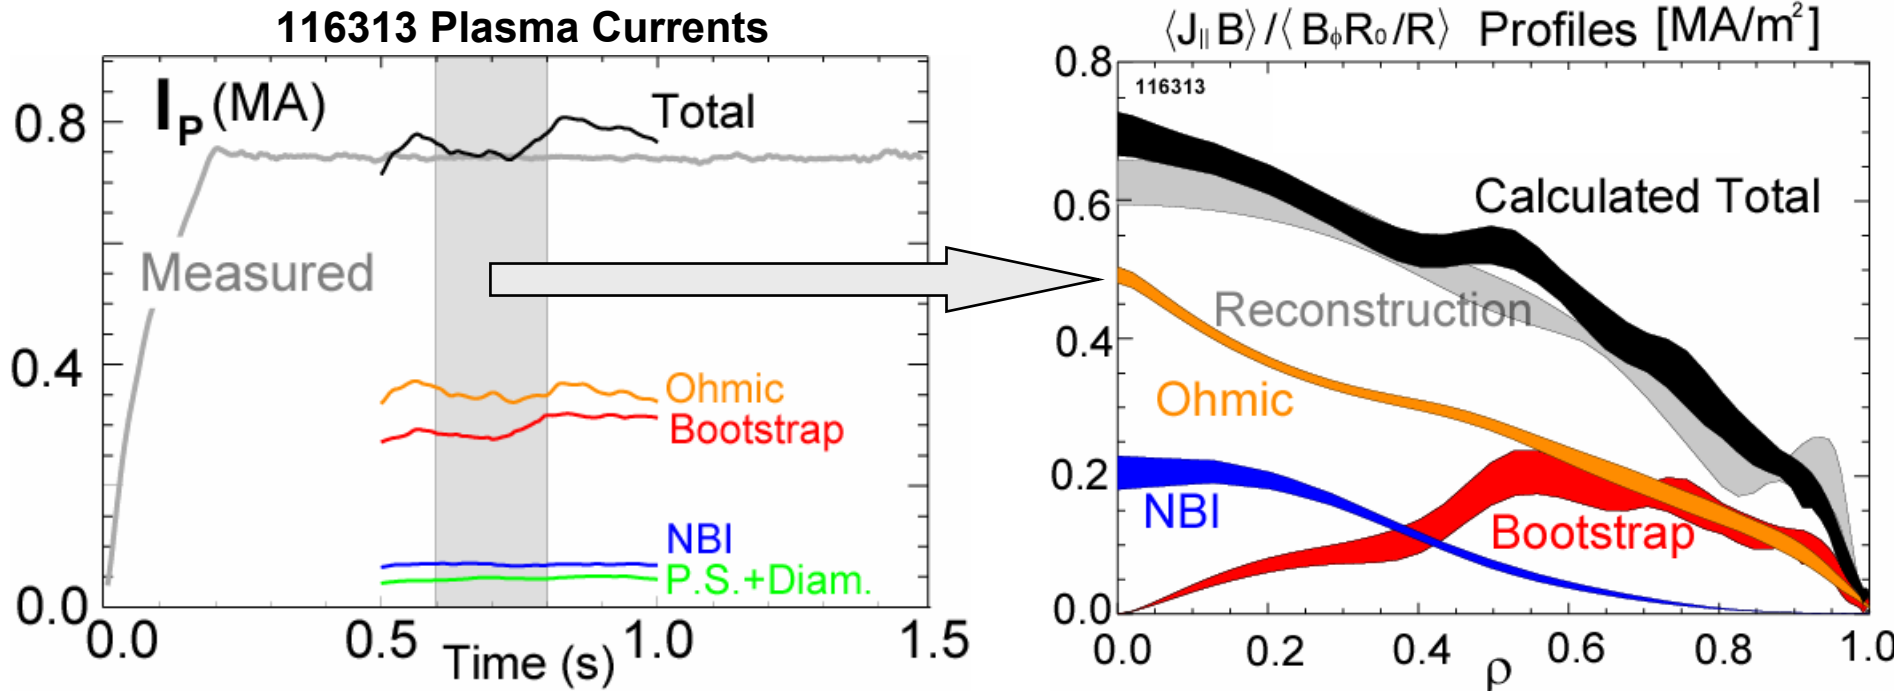 116313 Plasma Currents
I_P (MA)
Total
Measured
Ohmic
Bootstrap
NBI
P.S.+Diam.
0.8
0.4
0.0
0.0 0.5 1.0 1.5
Time (s)
⟨J_∥ B⟩/⟨B_ϕ R_0 /R⟩ Profiles [MA/m²]
116313
Calculated Total
Reconstruction
Ohmic
NBI
Bootstrap
0.8
0.6
0.4
0.2
0.0
0.0 0.2 0.4 0.6 0.8 1.0
ρ